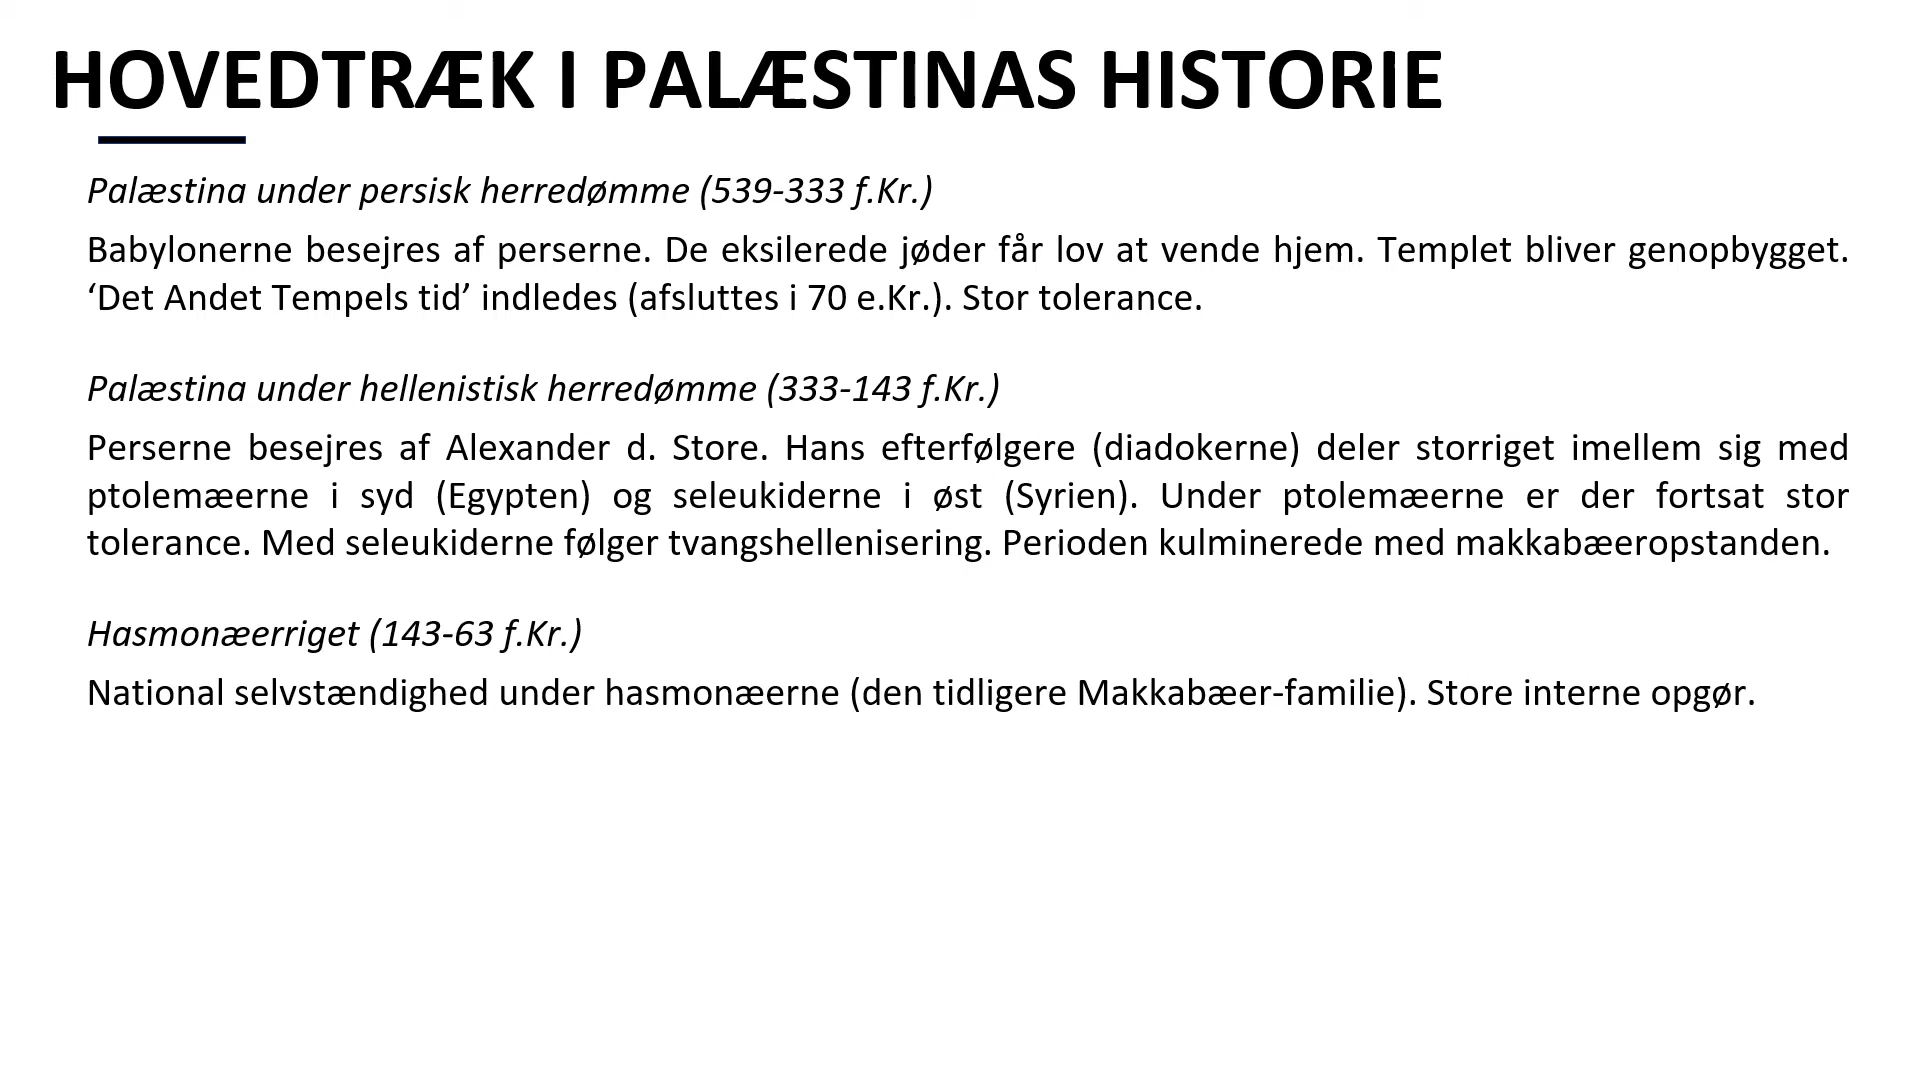 HOVEDTRÆK I PALÆSTINAS HISTORIE
Palæstina under persisk herredømme (539-333 f.Kr.)
Babylonerne besejres af perserne. De eksilerede jøder får lov at vende hjem. Templet bliver genopbygget.
‘Det Andet Tempels tid’ indledes (afsluttes i 70 e.Kr.). Stor tolerance.
Palæstina under hellenistisk herredømme (333-143 f.Kr.)
Perserne besejres af Alexander d. Store. Hans efterfølgere (diadokerne) deler storriget imellem sig med
ptolemæerne i syd (Egypten) og seleukiderne i øst (Syrien). Under ptolemæerne er der fortsat stor
tolerance. Med seleukiderne følger tvangshellenisering. Perioden kulminerede med makkabæeropstanden.
Hasmonæerriget (143-63 f.Kr.)
National selvstændighed under hasmonæerne (den tidligere Makkabæer-familie). Store interne opgør.